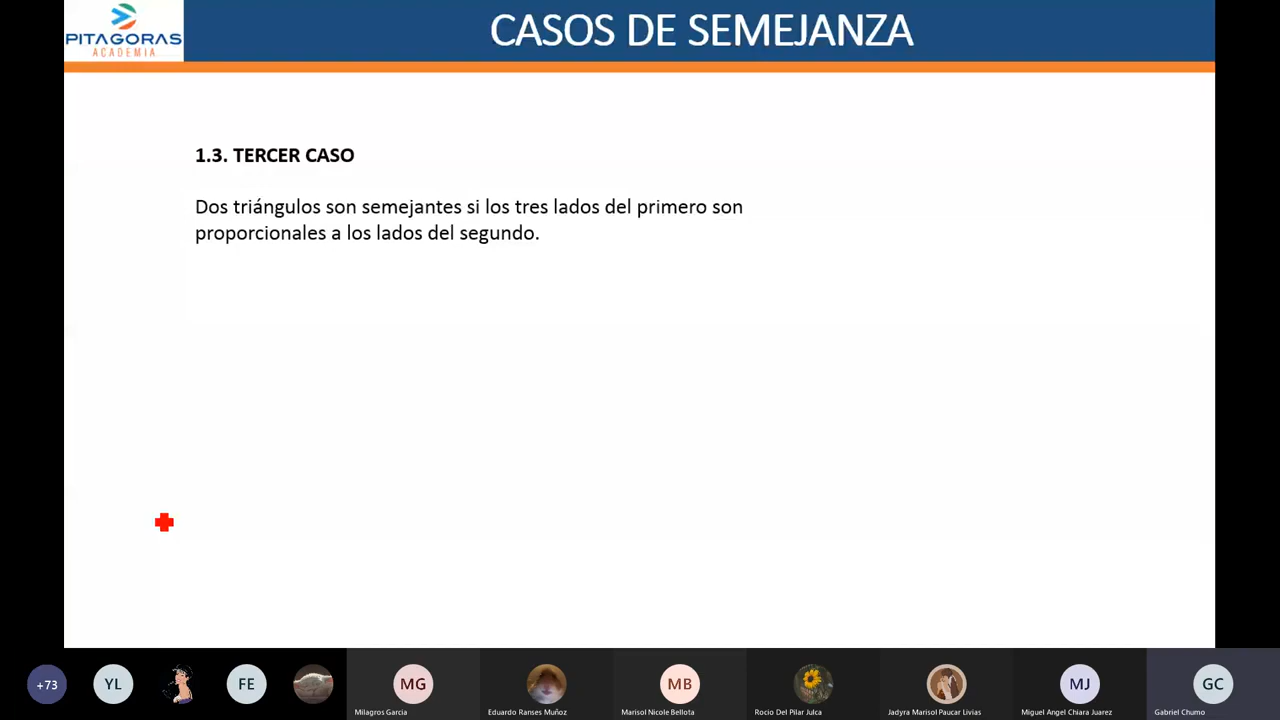 PITAGORAS
ACADEMIA
CASOS DE SEMEJANZA
1.3. TERCER CASO
Dos triángulos son semejantes si los tres lados del primero son
proporcionales a los lados del segundo.
+73
YL
FE
MG
MB
MJ
GC
Milagros Garcia
Eduardo Ranses Muñoz
Marisol Nicole Bellota
Rocio Del Pilar Julca
Jadyra Marisol Paucar Livias
Miguel Angel Chiara Juarez
Gabriel Chumo